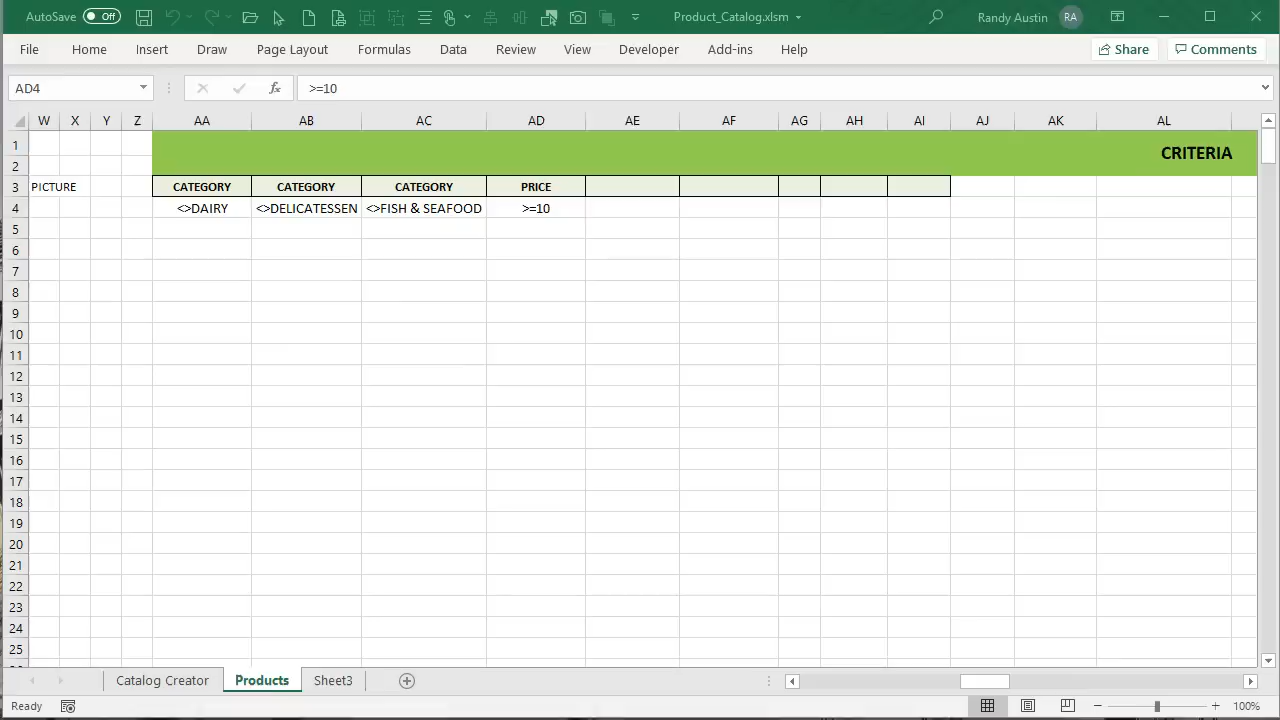 AutoSave Off Product_Catalog.xlsm Randy Austin RA
File Home Insert Draw Page Layout Formulas Data Review View Developer Add-ins Help Share Comments
AD4 fx >=10
W X Y Z AA AB AC AD AE AF AG AH AI AJ AK AL
1 CRITERIA
2
3 PICTURE CATEGORY CATEGORY CATEGORY PRICE
4 <>DAIRY <>DELICATESSEN <>FISH & SEAFOOD >=10
5
6
7
8
9
10
11
12
13
14
15
16
17
18
19
20
21
22
23
24
25
Catalog Creator Products Sheet3
Ready 100%